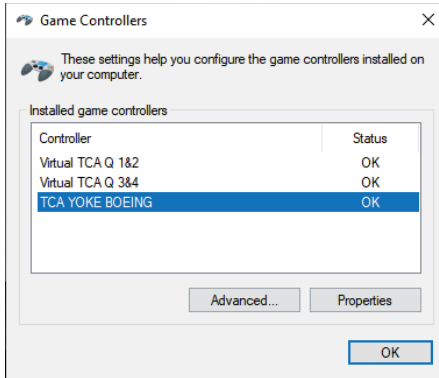 Game Controllers
These settings help you configure the game controllers installed on
your computer.
Installed game controllers
Controller Status
Virtual TCA Q 1&2 OK
Virtual TCA Q 3&4 OK
TCA YOKE BOEING OK
Advanced... Properties
OK